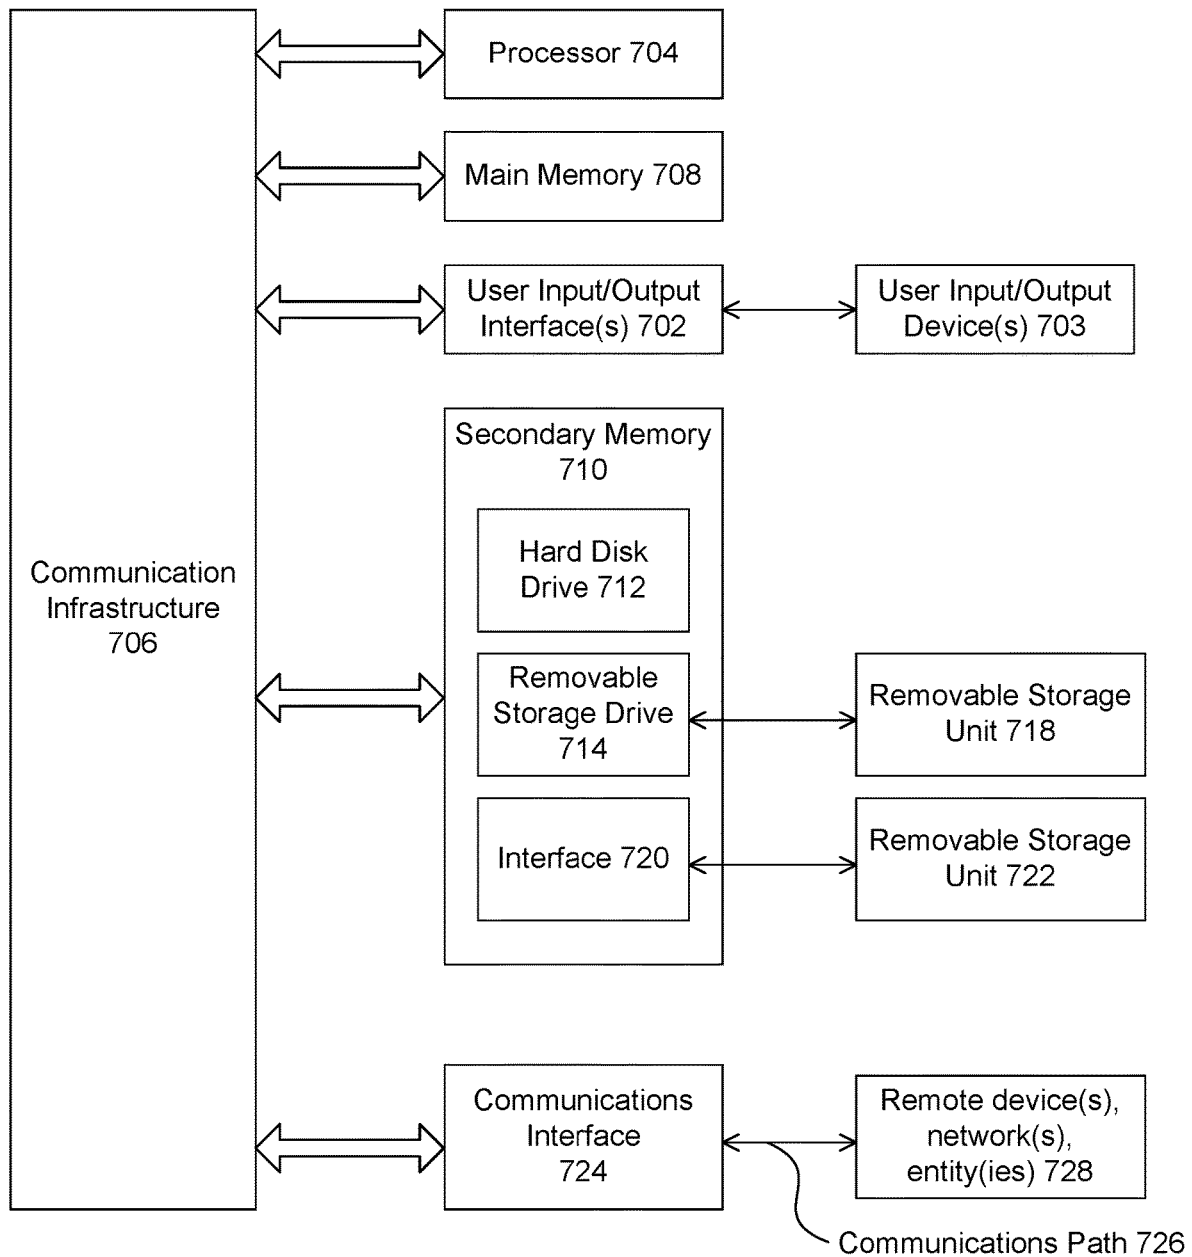 Processor 704
Main Memory 708
User Input/Output
Interface(s) 702
User Input/Output
Device(s) 703
Secondary Memory
710
Hard Disk
Drive 712
Communication
Infrastructure
706
Removable
Storage Drive
714
Removable Storage
Unit 718
Interface 720
Removable Storage
Unit 722
Communications
Interface
724
Remote device(s),
network(s),
entity(ies) 728
Communications Path 726